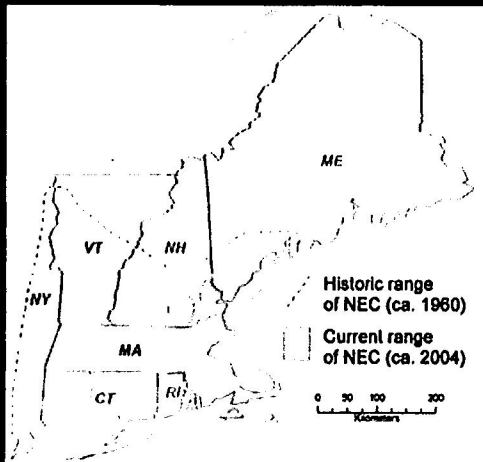 ME
VT
NH
NY
Historic range
of NEC (ca. 1960)
Current range
of NEC (ca. 2004)
MA
CT
RI
0 50 100 200
Kilometers